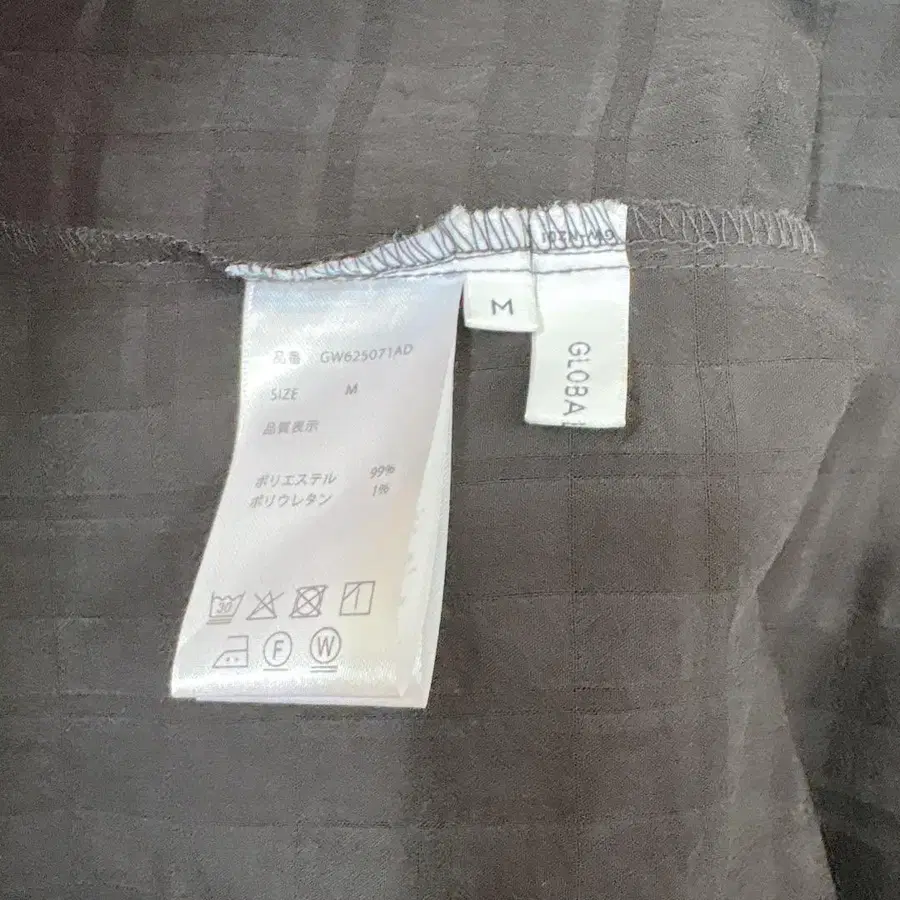 品番 GW625071AD
SIZE M
品質表示
ポリエステル 99%
ポリウレタン 1%
30
F
W
M
GLOBA